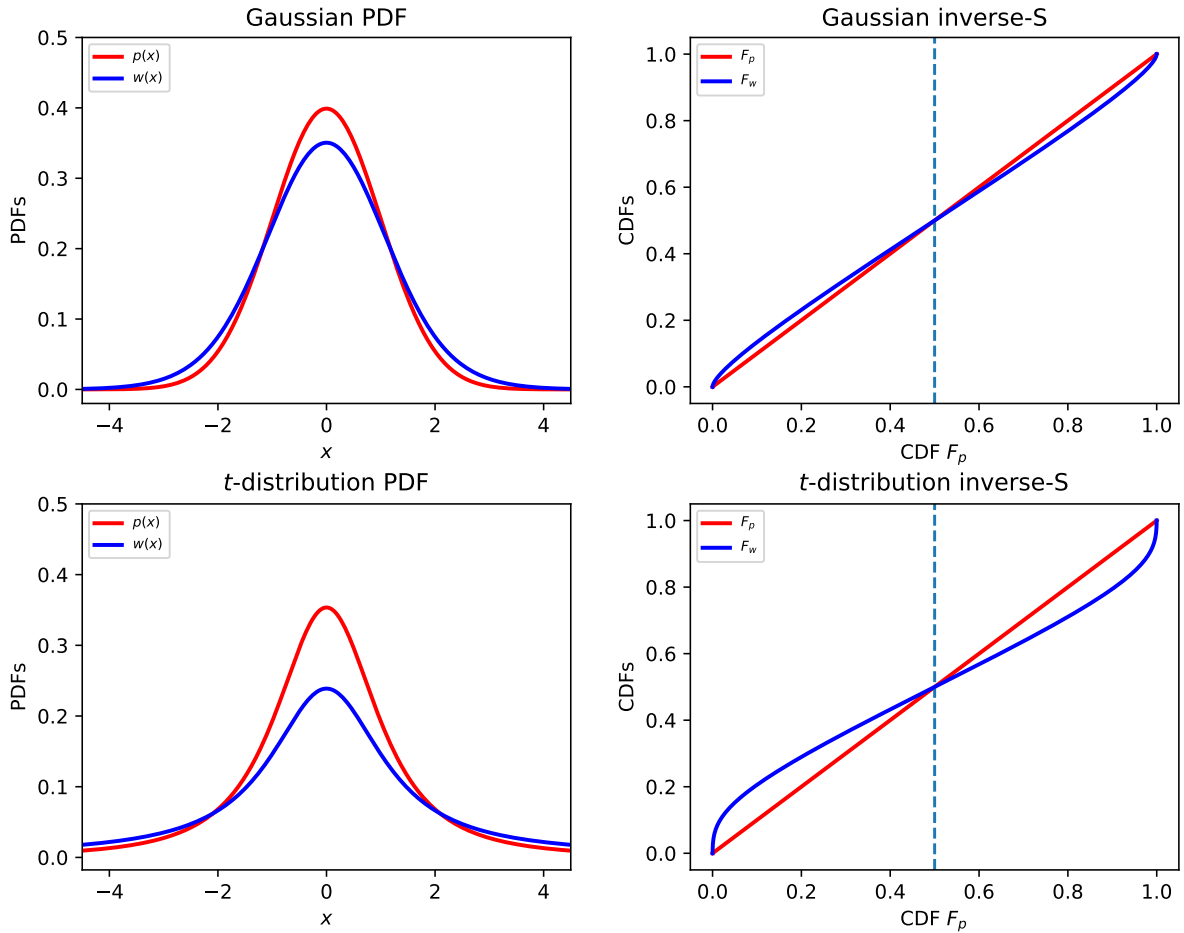 Gaussian PDF
0.5
0.4
0.3
0.2
0.1
0.0
PDFs
p(x)
w(x)
−4 −2 0 2 4
x
Gaussian inverse-S
1.0
0.8
0.6
0.4
0.2
0.0
CDFs
F_p
F_w
0.0 0.2 0.4 0.6 0.8 1.0
CDF F_p
t-distribution PDF
0.5
0.4
0.3
0.2
0.1
0.0
PDFs
p(x)
w(x)
−4 −2 0 2 4
x
t-distribution inverse-S
1.0
0.8
0.6
0.4
0.2
0.0
CDFs
F_p
F_w
0.0 0.2 0.4 0.6 0.8 1.0
CDF F_p